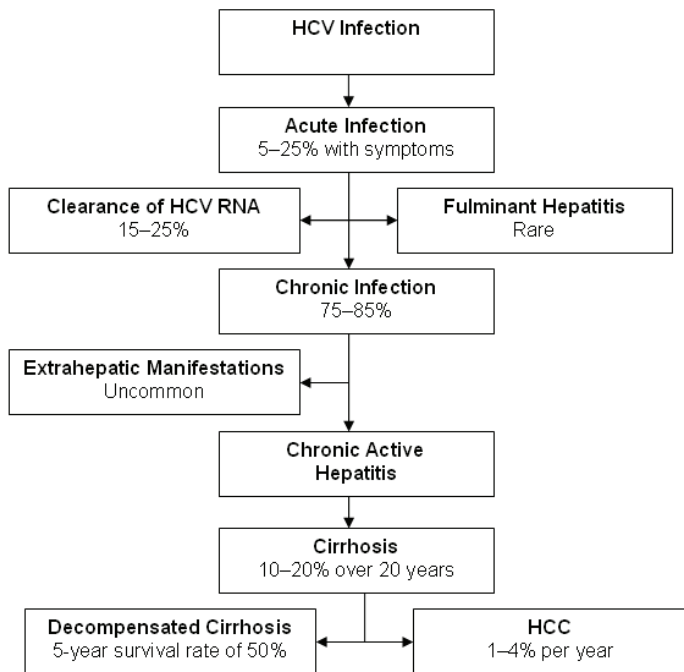 HCV Infection
Acute Infection
5–25% with symptoms
Clearance of HCV RNA
15–25%
Fulminant Hepatitis
Rare
Chronic Infection
75–85%
Extrahepatic Manifestations
Uncommon
Chronic Active
Hepatitis
Cirrhosis
10–20% over 20 years
Decompensated Cirrhosis
5-year survival rate of 50%
HCC
1–4% per year